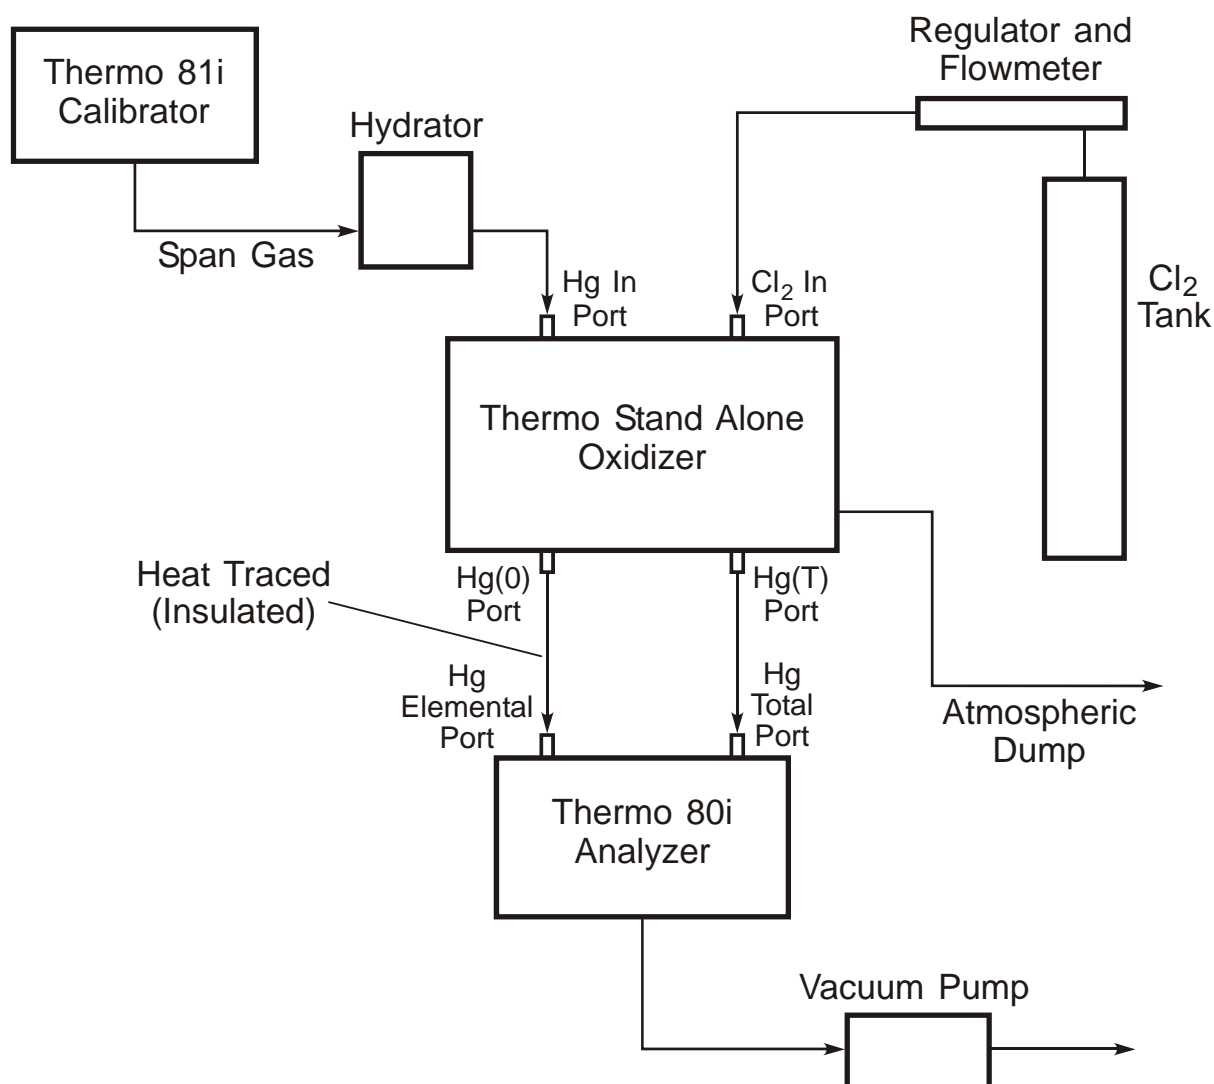 Thermo 81i
Calibrator
Regulator and
Flowmeter
Hydrator
Span Gas
Hg In
Port
Cl₂ In
Port
Cl₂
Tank
Thermo Stand Alone
Oxidizer
Heat Traced
(Insulated)
Hg(0)
Port
Hg(T)
Port
Hg
Elemental
Port
Hg
Total
Port
Atmospheric
Dump
Thermo 80i
Analyzer
Vacuum Pump